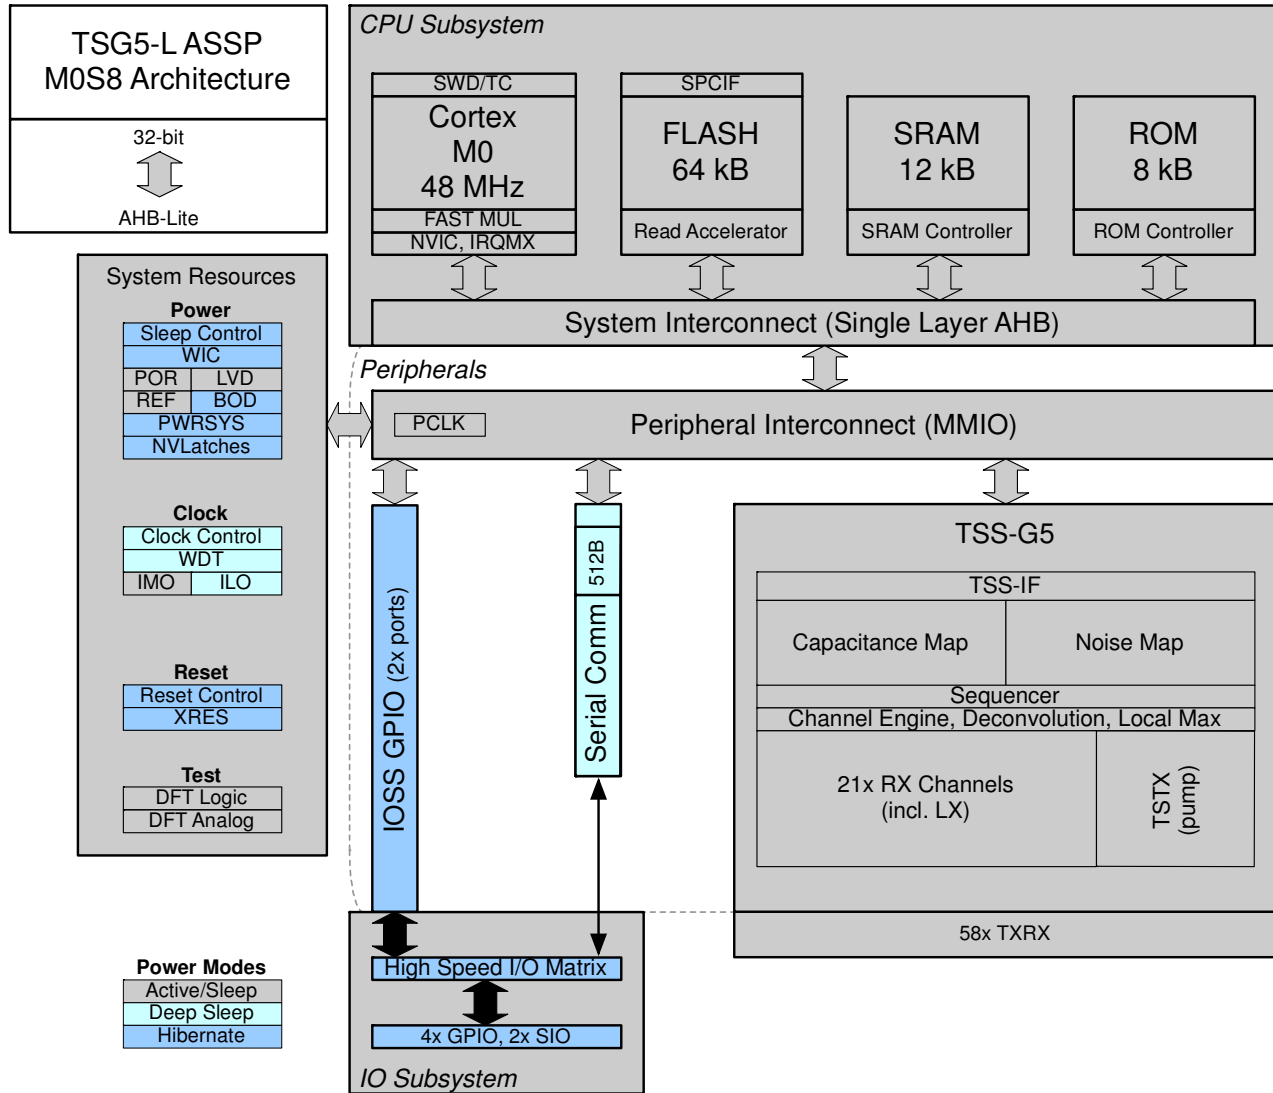 TSG5-L ASSP
M0S8 Architecture
32-bit
AHB-Lite
CPU Subsystem
SWD/TC
Cortex
M0
48 MHz
FAST MUL
NVIC, IRQMX
SPCIF
FLASH
64 kB
Read Accelerator
SRAM
12 kB
SRAM Controller
ROM
8 kB
ROM Controller
System Interconnect (Single Layer AHB)
System Resources
Power
Sleep Control
WIC
POR LVD
REF BOD
PWRSYS
NVLatches
Clock
Clock Control
WDT
IMO ILO
Reset
Reset Control
XRES
Test
DFT Logic
DFT Analog
Peripherals
PCLK
Peripheral Interconnect (MMIO)
IOSS GPIO (2x ports)
512B
Serial Comm
TSS-G5
TSS-IF
Capacitance Map
Noise Map
Sequencer
Channel Engine, Deconvolution, Local Max
21x RX Channels
(incl. LX)
TSTX
(pump)
58x TXRX
Power Modes
Active/Sleep
Deep Sleep
Hibernate
High Speed I/O Matrix
4x GPIO, 2x SIO
IO Subsystem